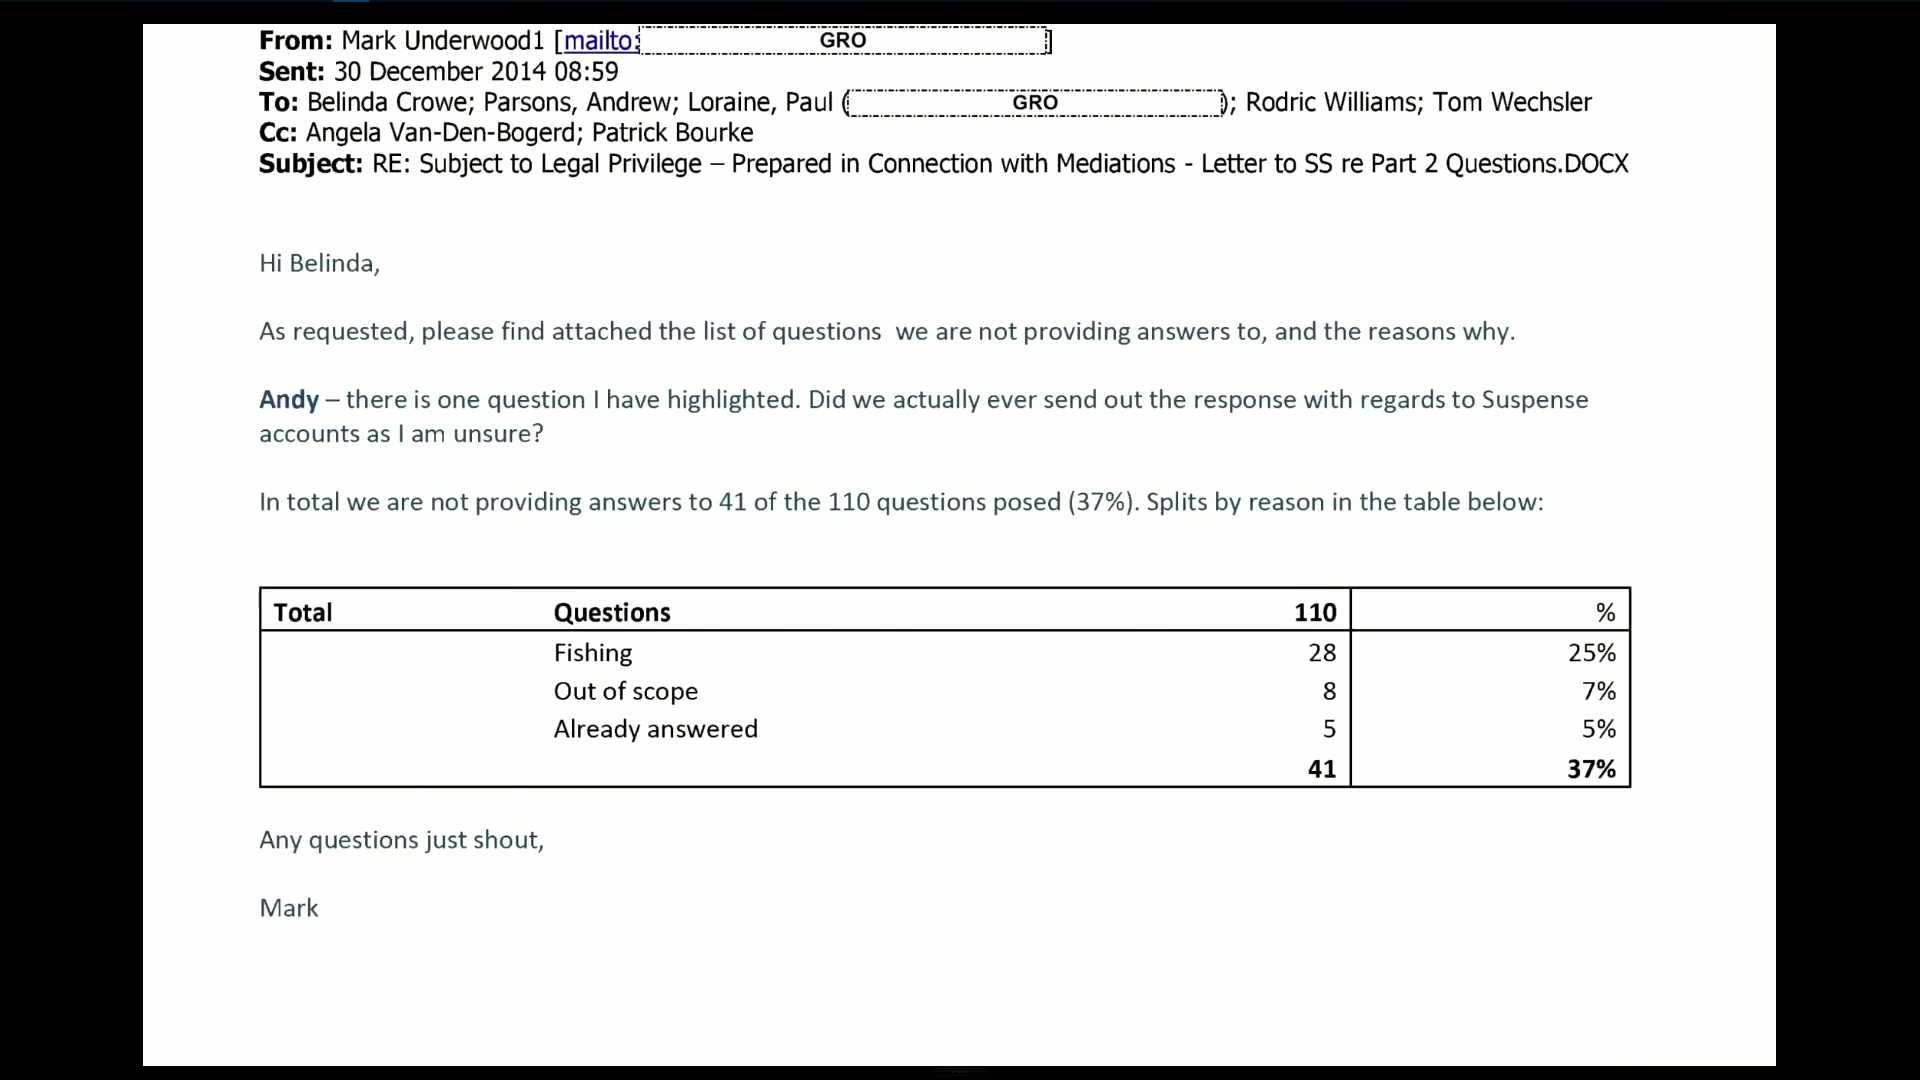 From: Mark Underwood1 [mailto: GRO ]
Sent: 30 December 2014 08:59
To: Belinda Crowe; Parsons, Andrew; Loraine, Paul ( GRO ); Rodric Williams; Tom Wechsler
Cc: Angela Van-Den-Bogerd; Patrick Bourke
Subject: RE: Subject to Legal Privilege – Prepared in Connection with Mediations - Letter to SS re Part 2 Questions.DOCX
Hi Belinda,
As requested, please find attached the list of questions  we are not providing answers to, and the reasons why.
Andy – there is one question I have highlighted. Did we actually ever send out the response with regards to Suspense
accounts as I am unsure?
In total we are not providing answers to 41 of the 110 questions posed (37%). Splits by reason in the table below:
Total Questions 110 %
Fishing 28 25%
Out of scope 8 7%
Already answered 5 5%
41 37%
Any questions just shout,
Mark